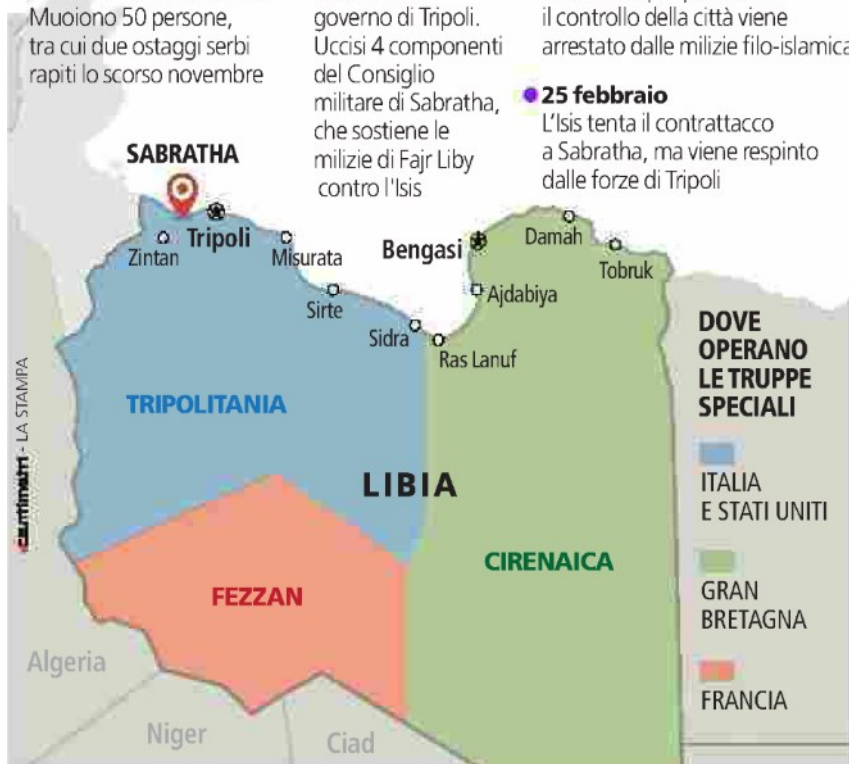 Muoiono 50 persone,
tra cui due ostaggi serbi
rapiti lo scorso novembre
governo di Tripoli.
Uccisi 4 componenti
del Consiglio
militare di Sabratha,
che sostiene le
milizie di Fajr Liby
contro l'Isis
il controllo della città viene
arrestato dalle milizie filo-islamica
25 febbraio
L'Isis tenta il contrattacco
a Sabratha, ma viene respinto
dalle forze di Tripoli
SABRATHA
Zintan
Tripoli
Misurata
Sirte
Sidra
Ras Lanuf
Bengasi
Ajdabiya
Damah
Tobruk
TRIPOLITANIA
LIBIA
FEZZAN
CIRENAICA
Algeria
Niger
Ciad
DOVE
OPERANO
LE TRUPPE
SPECIALI
ITALIA
E STATI UNITI
GRAN
BRETAGNA
FRANCIA
- LA STAMPA